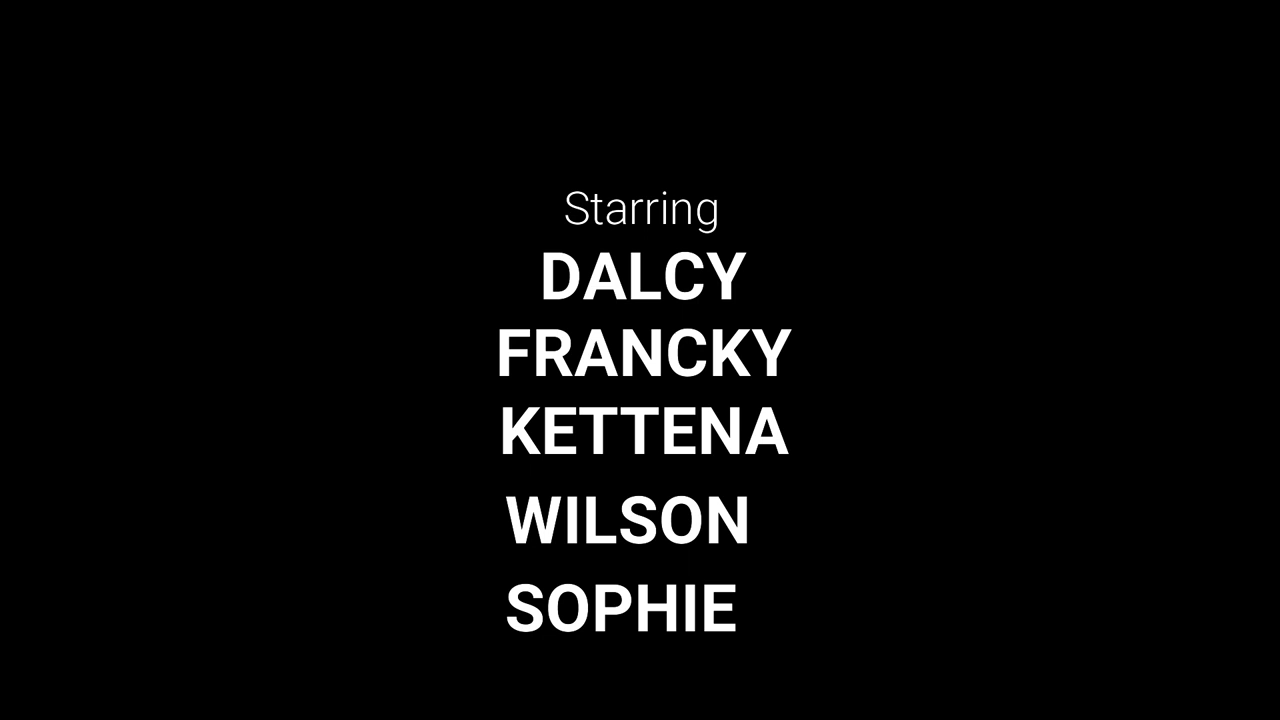 Starring
DALCY
FRANCKY
KETTENA
WILSON
SOPHIE